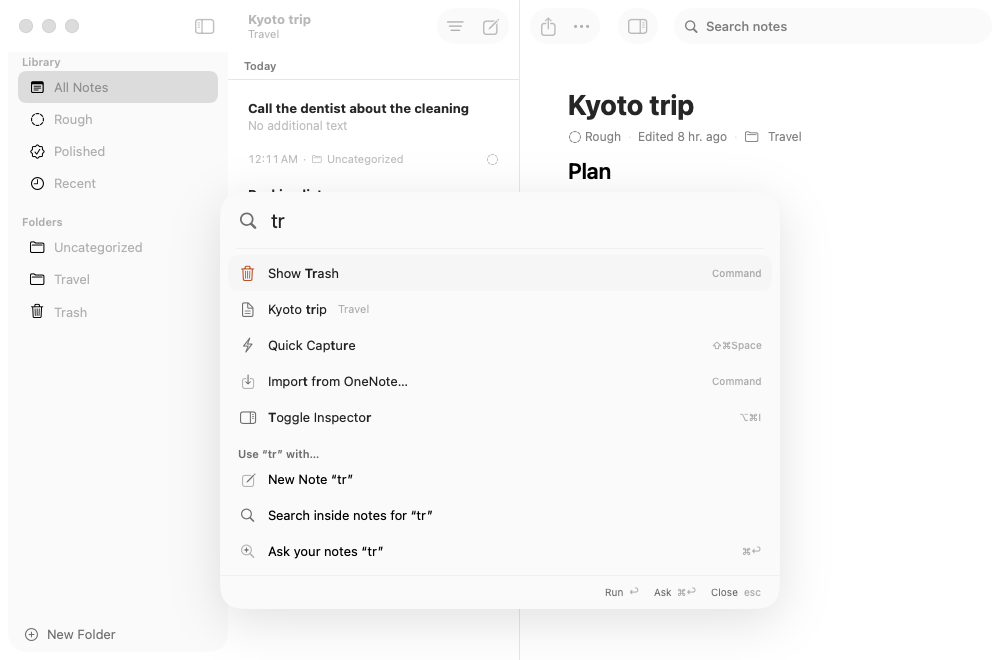 Library
All Notes
Rough
Polished
Recent
Folders
Uncategorized
Travel
Trash
New Folder
Kyoto trip
Travel
Today
Call the dentist about the cleaning
No additional text
12:11 AM · Uncategorized
Search notes
Kyoto trip
Rough · Edited 8 hr. ago · Travel
Plan
tr
Show Trash Command
Kyoto trip Travel
Quick Capture ⇧⌘Space
Import from OneNote... Command
Toggle Inspector ⌥⌘I
Use “tr” with...
New Note “tr”
Search inside notes for “tr”
Ask your notes “tr” ⌘↩
Run ↩ Ask ⌘↩ Close esc